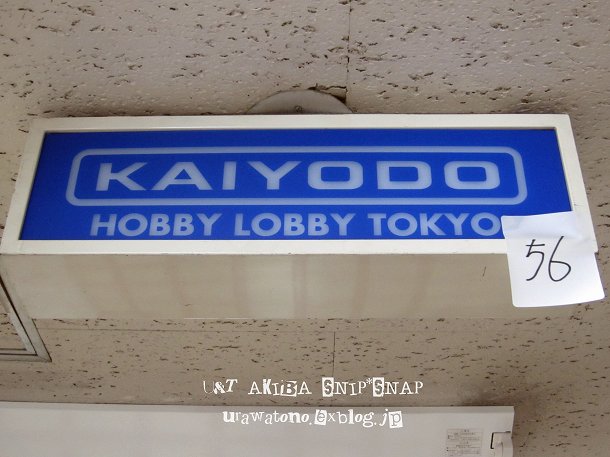 KAIYODO
HOBBY LOBBY TOKYO
56
U&T AKIBA SNIP*SNAP
urawatono.exblog.jp